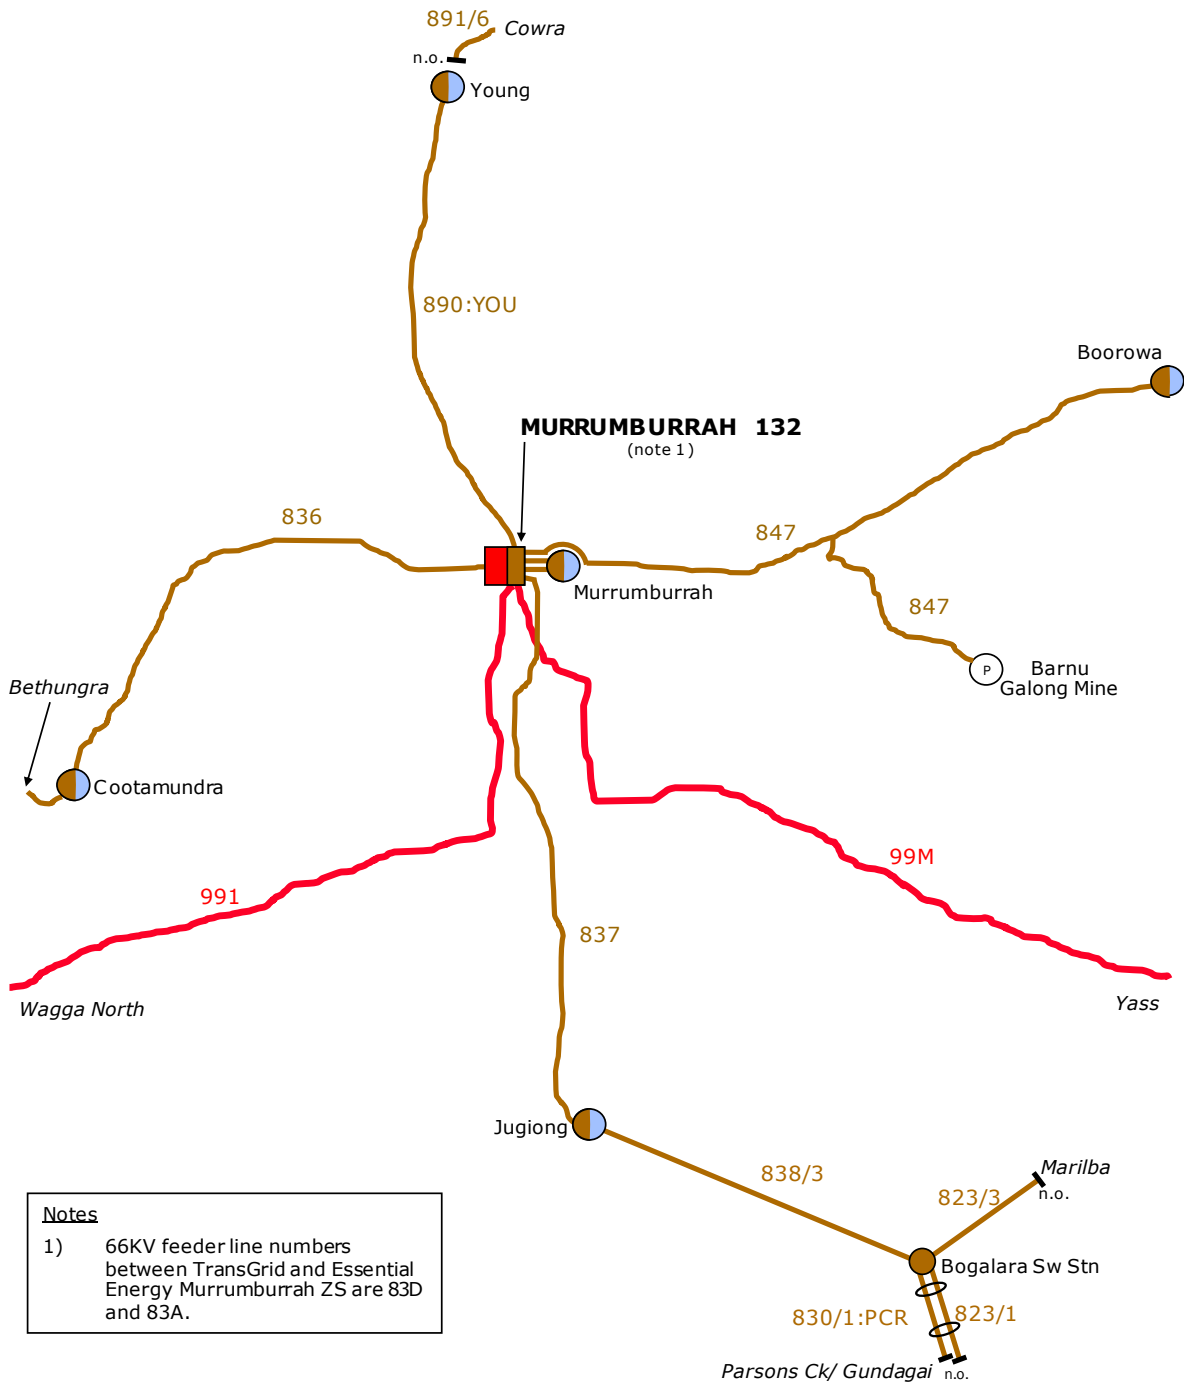 891/6
Cowra
n.o.
Young
890:YOU
Boorowa
MURRUMBURRAH 132
(note 1)
836
847
Murrumburrah
847
P
Barnu
Galong Mine
Bethungra
Cootamundra
99M
991
837
Wagga North
Yass
Jugiong
838/3
Marilba
823/3
n.o.
Bogalara Sw Stn
830/1:PCR
823/1
Parsons Ck/ Gundagai
n.o.
Notes
1) 66KV feeder line numbers
between TransGrid and Essential
Energy Murrumburrah ZS are 83D
and 83A.